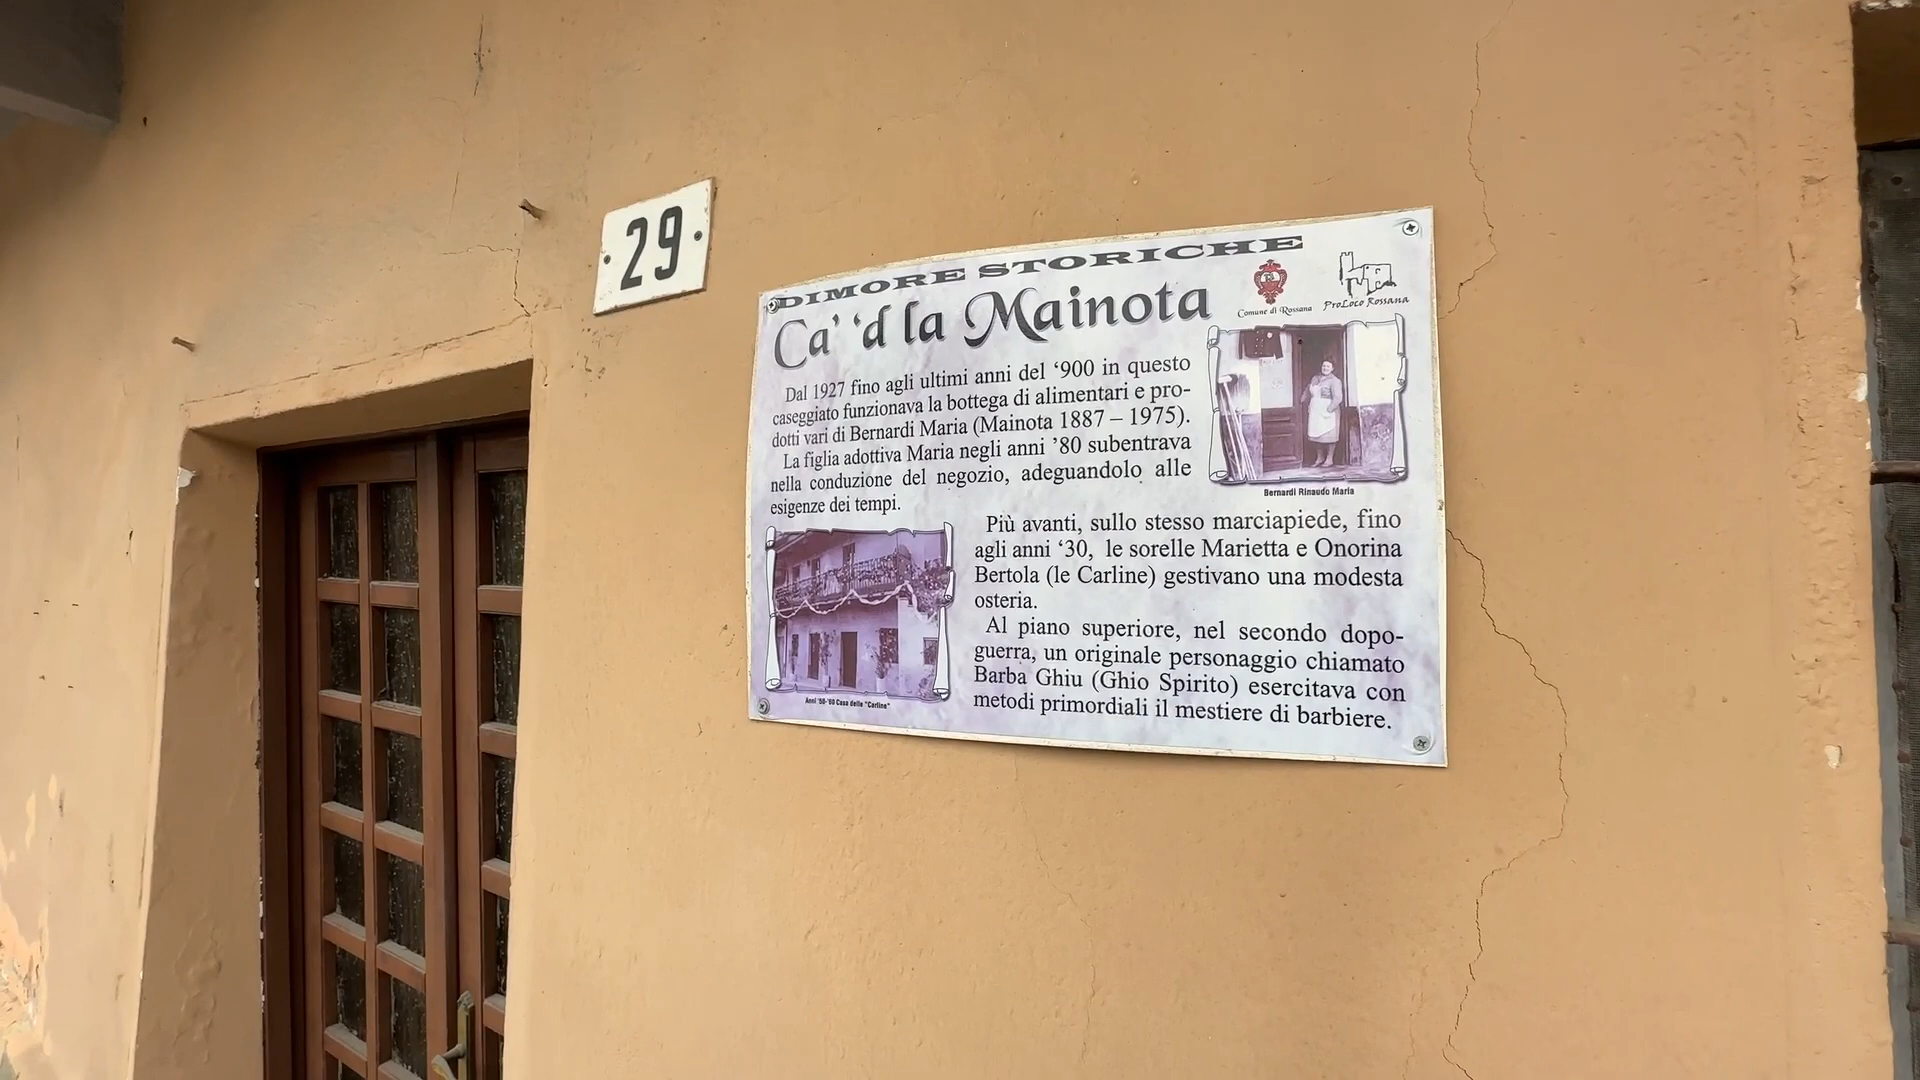 29
DIMORE STORICHE
Ca' 'd la Mainota
Comune di Rossana
ProLoco Rossana
Dal 1927 fino agli ultimi anni del ‘900 in questo
caseggiato funzionava la bottega di alimentari e pro-
dotti vari di Bernardi Maria (Mainota 1887 – 1975).
La figlia adottiva Maria negli anni ’80 subentrava
nella conduzione del negozio, adeguandolo alle
esigenze dei tempi.
Bernardi Rinaudo Maria
Più avanti, sullo stesso marciapiede, fino
agli anni ‘30, le sorelle Marietta e Onorina
Bertola (le Carline) gestivano una modesta
osteria.
Al piano superiore, nel secondo dopo-
guerra, un originale personaggio chiamato
Barba Ghiu (Ghio Spirito) esercitava con
metodi primordiali il mestiere di barbiere.
Anni '50-'60 Casa delle "Carline"